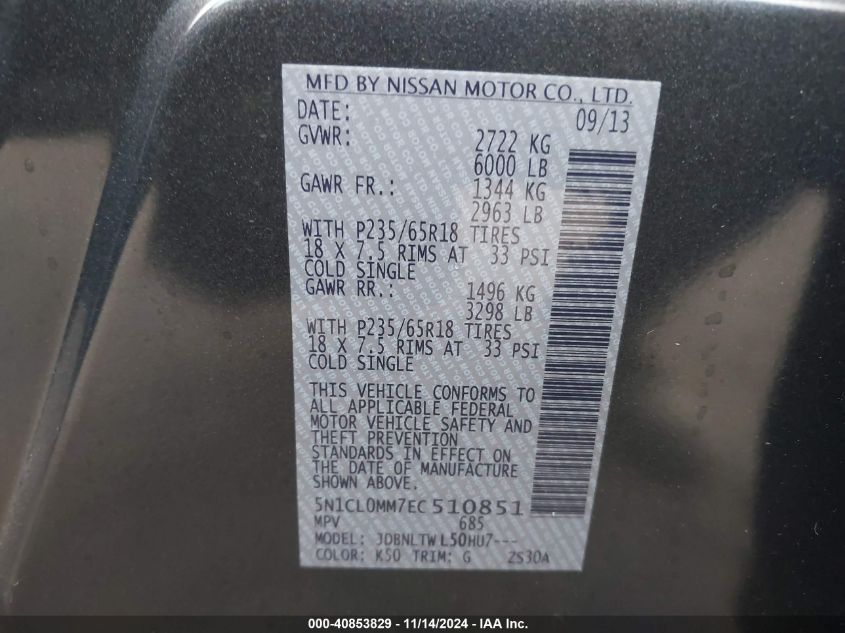 MFD BY NISSAN MOTOR CO., LTD.
DATE: 09/13
GVWR: 2722 KG
6000 LB
GAWR FR.: 1344 KG
2963 LB
WITH P235/65R18 TIRES
18 X 7.5 RIMS AT 33 PSI
COLD SINGLE
GAWR RR.: 1496 KG
3298 LB
WITH P235/65R18 TIRES
18 X 7.5 RIMS AT 33 PSI
COLD SINGLE
THIS VEHICLE CONFORMS TO
ALL APPLICABLE FEDERAL
MOTOR VEHICLE SAFETY AND
THEFT PREVENTION
STANDARDS IN EFFECT ON
THE DATE OF MANUFACTURE
SHOWN ABOVE.
5N1CL0MM7EC510851
MPV 685
MODEL: JDBNLTW L50HU7---
COLOR: K50 TRIM: G 2S30A
000-40853829 - 11/14/2024 - IAA Inc.